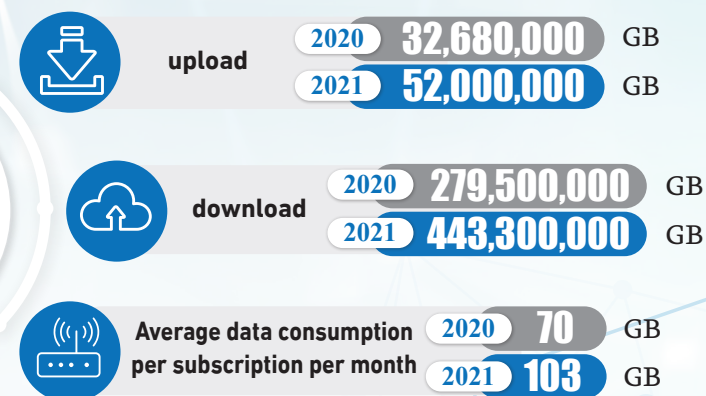 upload
2020 32,680,000 GB
2021 52,000,000 GB
download
2020 279,500,000 GB
2021 443,300,000 GB
Average data consumption
per subscription per month
2020 70 GB
2021 103 GB